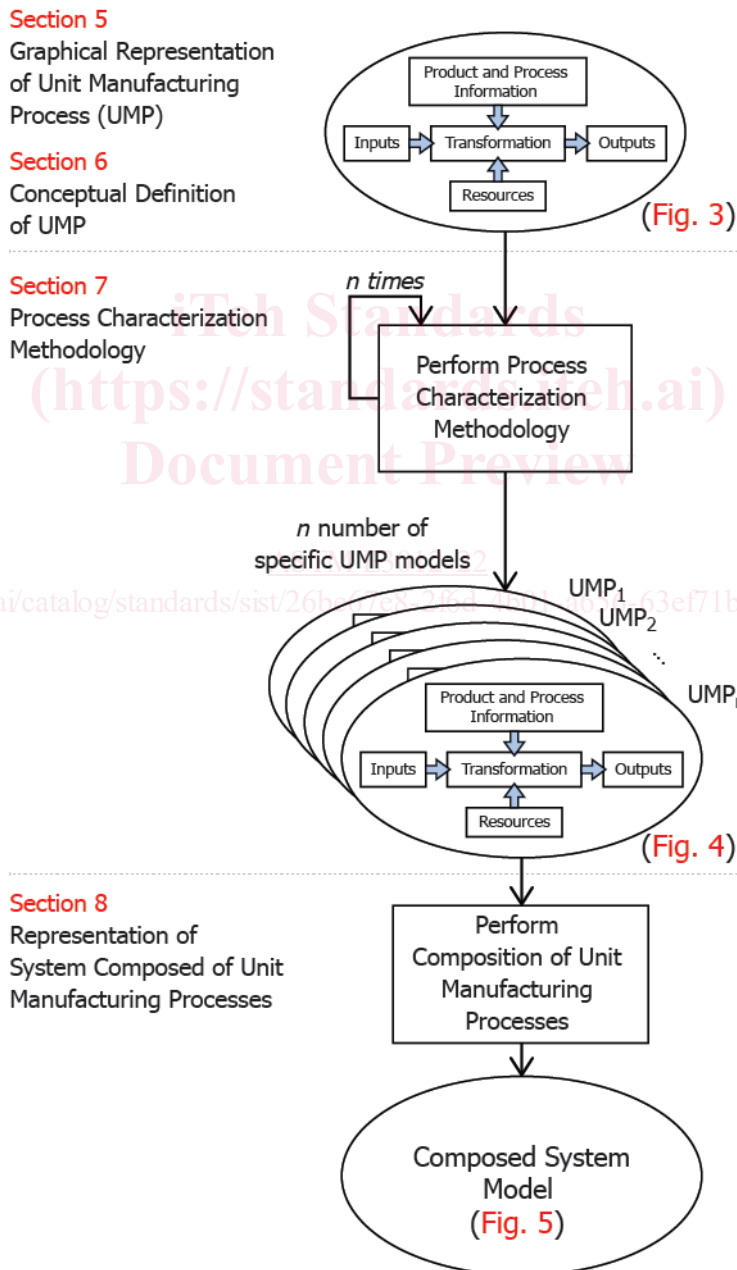 Section 5
Graphical Representation
of Unit Manufacturing
Process (UMP)
Section 6
Conceptual Definition
of UMP
Product and Process
Information
Inputs
Transformation
Outputs
Resources
(Fig. 3)
Section 7
Process Characterization
Methodology
n times
Perform Process
Characterization
Methodology
iTeh Standards
(https://standards.iteh.ai)
Document Preview
n number of
specific UMP models
UMP1
UMP2
...
UMP
Product and Process
Information
Inputs
Transformation
Outputs
Resources
(Fig. 4)
Section 8
Representation of
System Composed of Unit
Manufacturing Processes
Perform
Composition of Unit
Manufacturing
Processes
Composed System
Model
(Fig. 5)